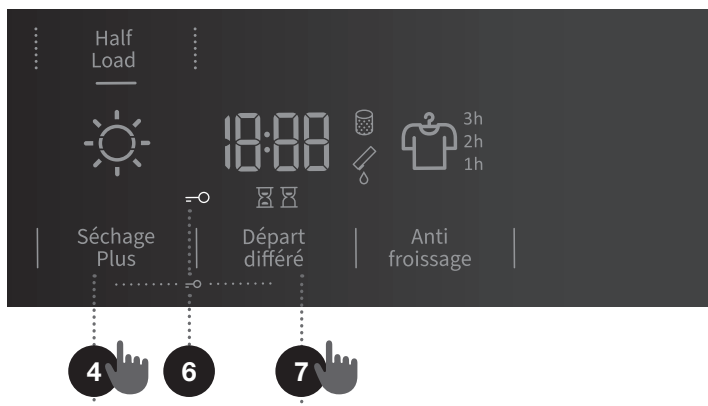 Half
Load
18:88
3h
2h
1h
Séchage
Plus
Départ
différé
Anti
froissage
4
6
7